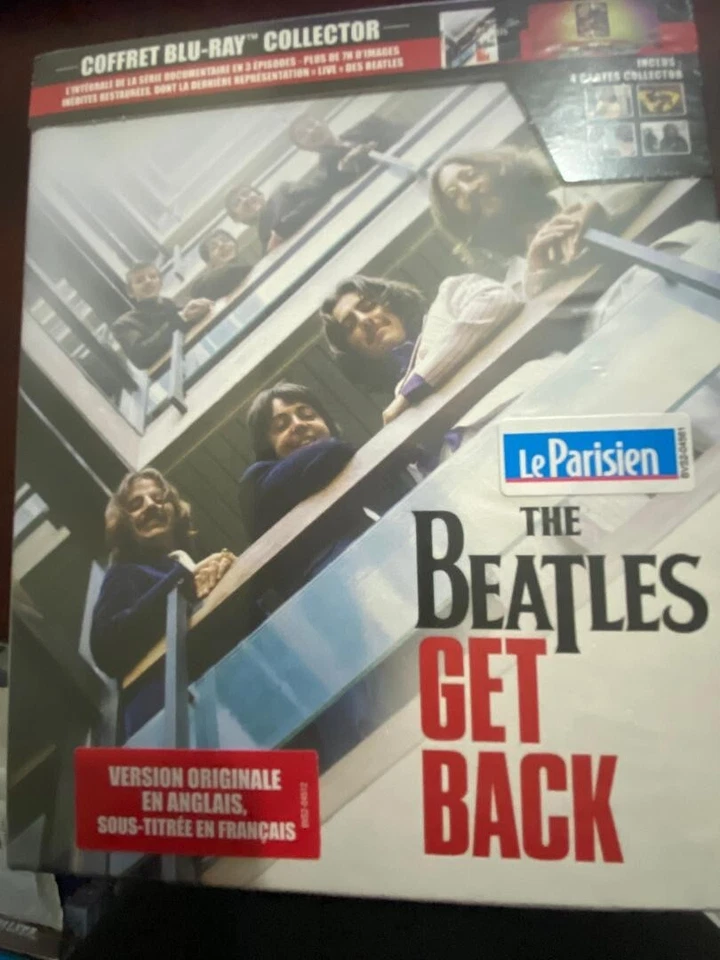 COFFRET BLU-RAY™ COLLECTOR
L'INTÉGRALE DE LA SÉRIE DOCUMENTAIRE EN 3 ÉPISODES - PLUS DE 7H D'IMAGES
INÉDITES RESTAURÉES, DONT LA DERNIÈRE REPRÉSENTATION « LIVE » DES BEATLES
INCLUS
4 CARTES COLLECTOR
Le Parisien
THE
BEATLES
GET
BACK
VERSION ORIGINALE
EN ANGLAIS,
SOUS-TITRÉE EN FRANÇAIS